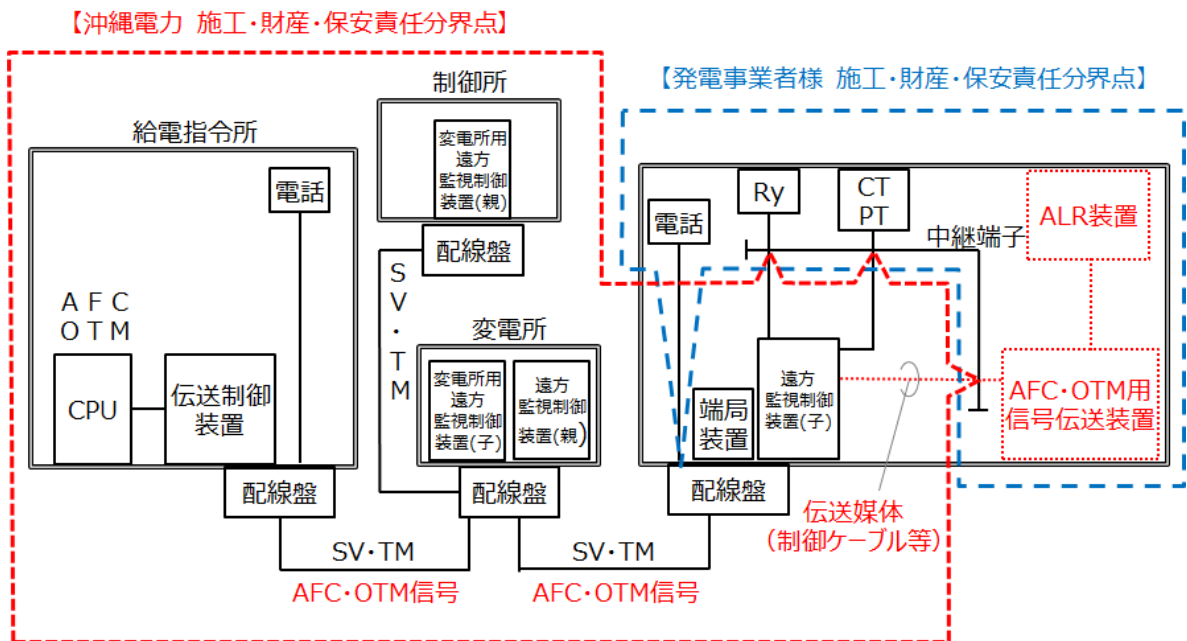 【沖縄電力 施工・財産・保安責任分界点】
【発電事業者様 施工・財産・保安責任分界点】
制御所
変電所用
遠方
監視制御
装置(親)
配線盤
給電指令所
電話
AFC
OTM
CPU
伝送制御
装置
配線盤
SV・TM
変電所
変電所用
遠方
監視制御
装置(子)
遠方
監視制御
装置(親)
配線盤
SV・TM
AFC・OTM信号
SV・TM
AFC・OTM信号
電話
Ry
CT
PT
中継端子
ALR装置
端局
装置
遠方
監視制御
装置(子)
AFC・OTM用
信号伝送装置
配線盤
伝送媒体
（制御ケーブル等）